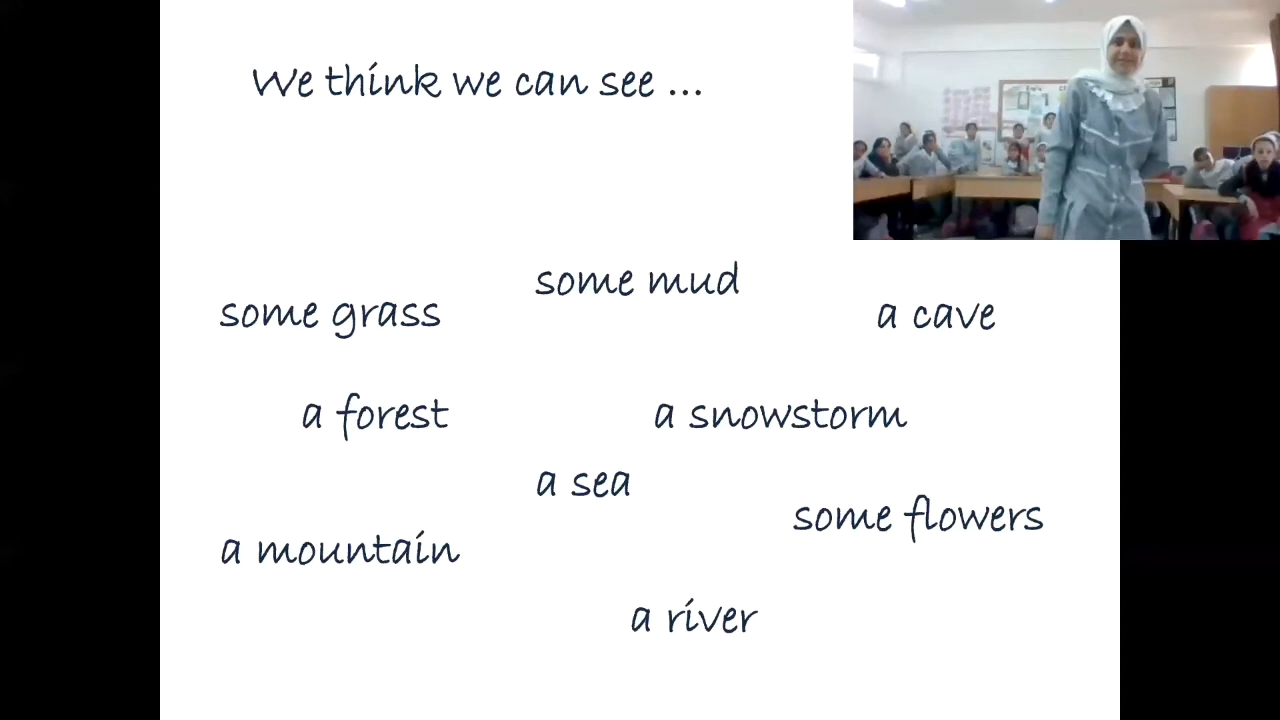 We think we can see ...
some mud
some grass
a cave
a forest
a snowstorm
a sea
some flowers
a mountain
a river